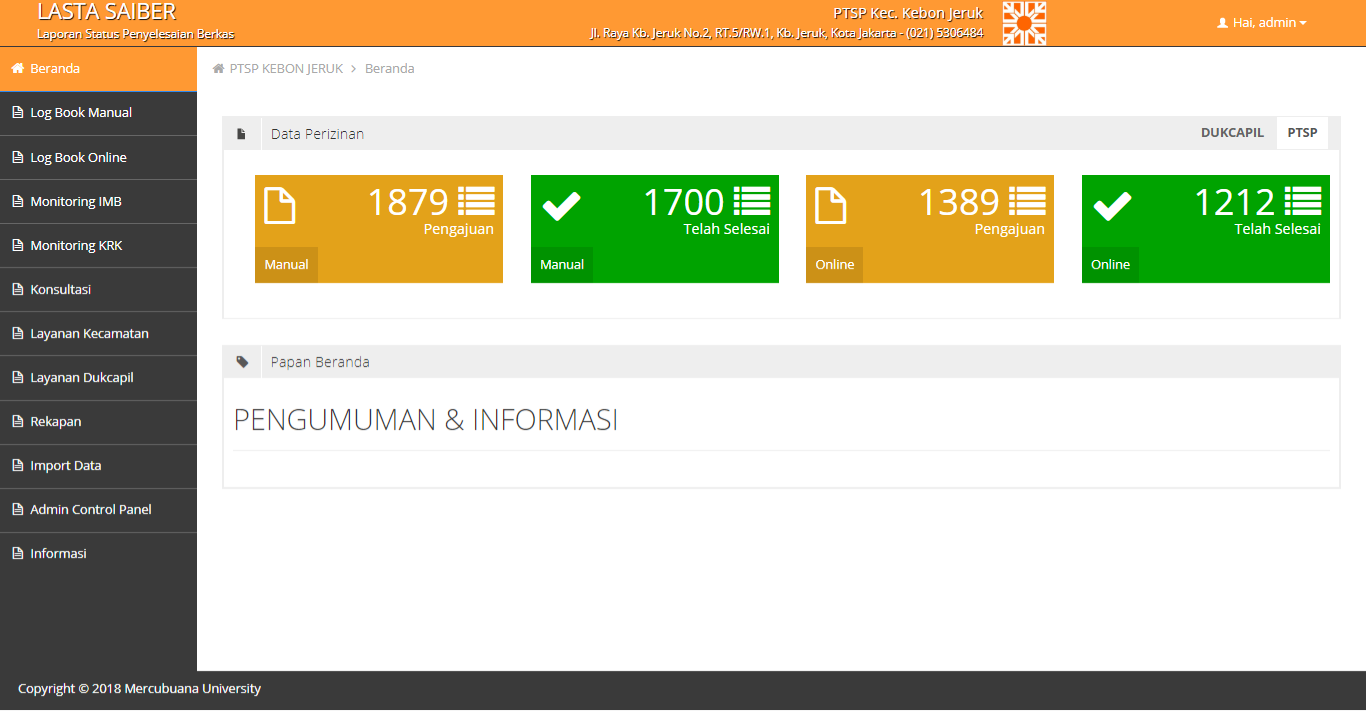 LASTA SAIBER
Laporan Status Penyelesaian Berkas
PTSP Kec. Kebon Jeruk
Jl. Raya Kb. Jeruk No.2, RT.5/RW.1, Kb. Jeruk, Kota Jakarta - (021) 5306484
Hai, admin
Beranda
Log Book Manual
Log Book Online
Monitoring IMB
Monitoring KRK
Konsultasi
Layanan Kecamatan
Layanan Dukcapil
Rekapan
Import Data
Admin Control Panel
Informasi
PTSP KEBON JERUK > Beranda
Data Perizinan
DUKCAPIL PTSP
1879
Pengajuan
Manual
1700
Telah Selesai
Manual
1389
Pengajuan
Online
1212
Telah Selesai
Online
Papan Beranda
PENGUMUMAN & INFORMASI
Copyright © 2018 Mercubuana University